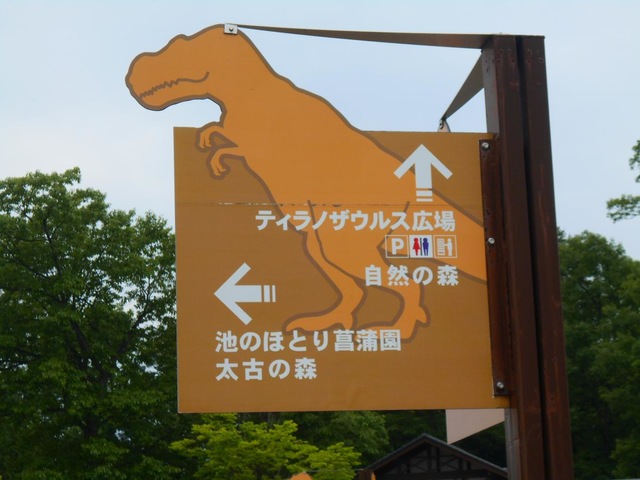 ティラノザウルス広場
P
自然の森
池のほとり菖蒲園
太古の森